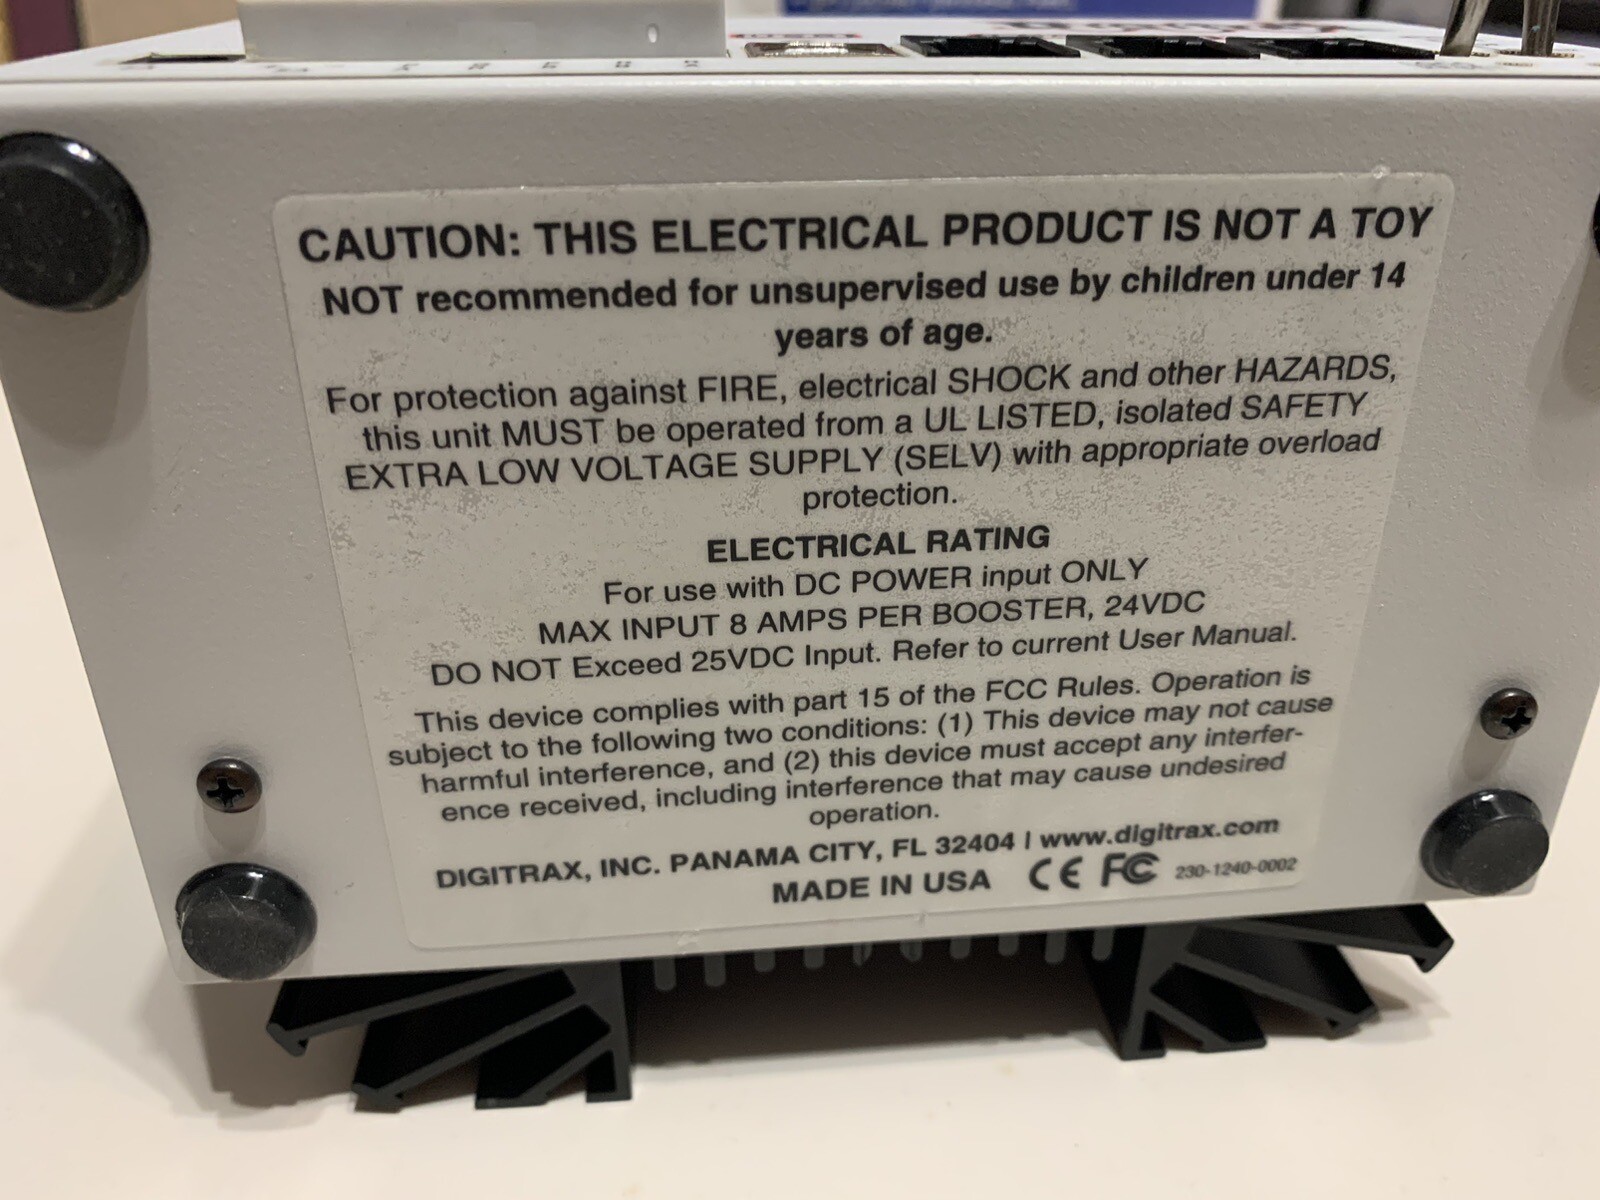 CAUTION: THIS ELECTRICAL PRODUCT IS NOT A TOY
NOT recommended for unsupervised use by children under 14
years of age.
For protection against FIRE, electrical SHOCK and other HAZARDS,
this unit MUST be operated from a UL LISTED, isolated SAFETY
EXTRA LOW VOLTAGE SUPPLY (SELV) with appropriate overload
protection.
ELECTRICAL RATING
For use with DC POWER input ONLY
MAX INPUT 8 AMPS PER BOOSTER, 24VDC
DO NOT Exceed 25VDC Input. Refer to current User Manual.
This device complies with part 15 of the FCC Rules. Operation is
subject to the following two conditions: (1) This device may not cause
harmful interference, and (2) this device must accept any interfer-
ence received, including interference that may cause undesired
operation.
DIGITRAX, INC. PANAMA CITY, FL 32404 | www.digitrax.com
MADE IN USA CE FC 230-1240-0002